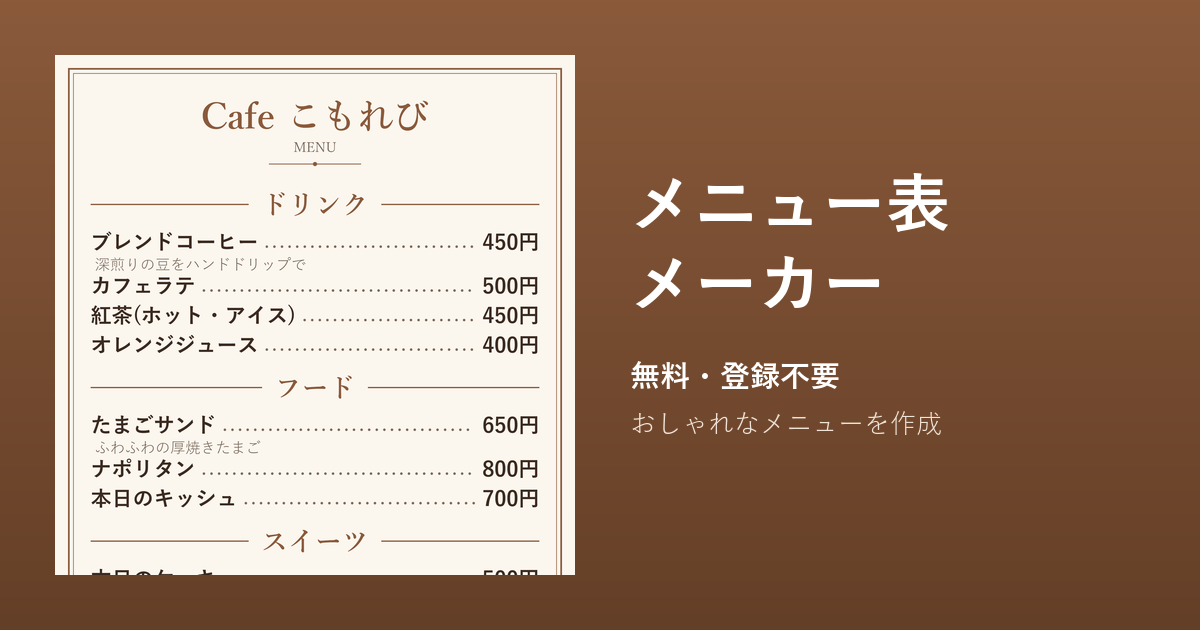 Cafe こもれび
MENU
ドリンク
ブレンドコーヒー ............................ 450円
深煎りの豆をハンドドリップで
カフェラテ .................................... 500円
紅茶(ホット・アイス) ....................... 450円
オレンジジュース ............................ 400円
フード
たまごサンド ................................. 650円
ふわふわの厚焼きたまご
ナポリタン .................................... 800円
本日のキッシュ ............................... 700円
スイーツ
メニュー表
メーカー
無料・登録不要
おしゃれなメニューを作成